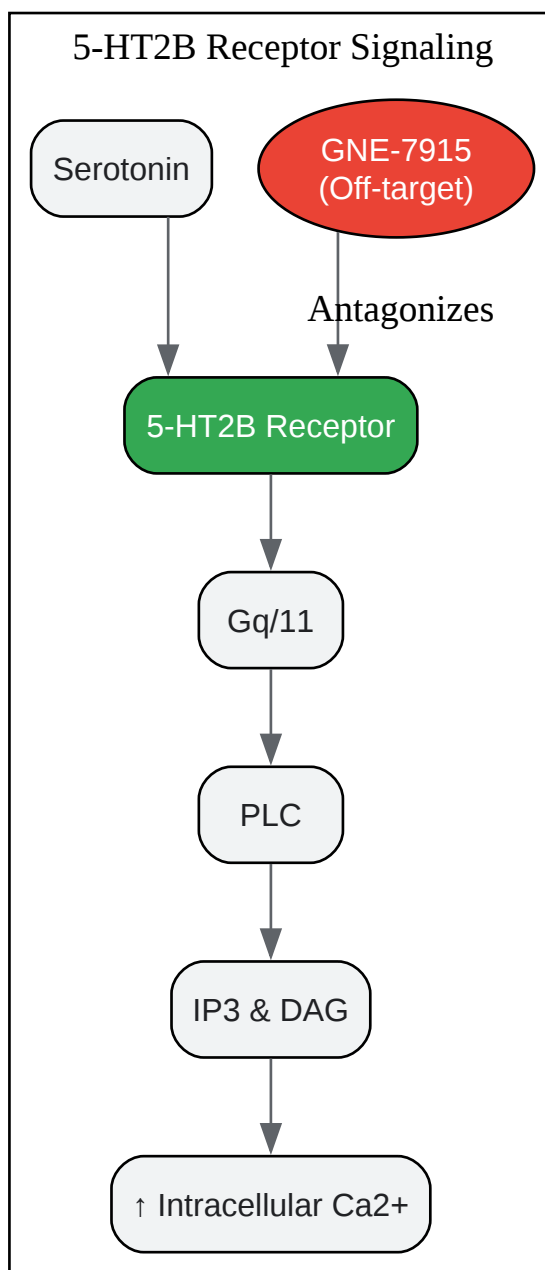 5-HT2B Receptor Signaling
Serotonin
GNE-7915
(Off-target)
Antagonizes
5-HT2B Receptor
Gq/11
PLC
IP3 & DAG
↑ Intracellular Ca2+